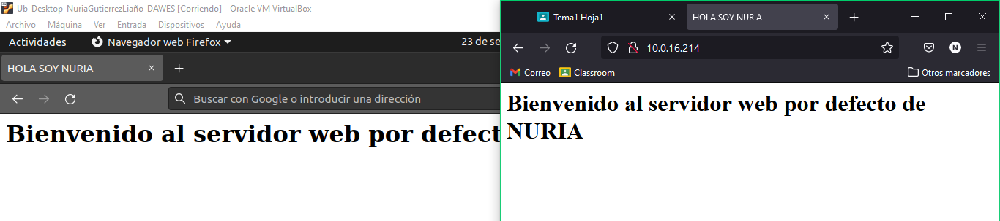 Ub-Desktop-NuriaGutierrezLiaño-DAWES [Corriendo] - Oracle VM VirtualBox
Archivo Máquina Ver Entrada Dispositivos Ayuda
Actividades Navegador web Firefox 23 de se
HOLA SOY NURIA
Buscar con Google o introducir una dirección
Bienvenido al servidor web por defect
Tema1 Hoja1 HOLA SOY NURIA
10.0.16.214 N
Correo Classroom Otros marcadores
Bienvenido al servidor web por defecto de
NURIA